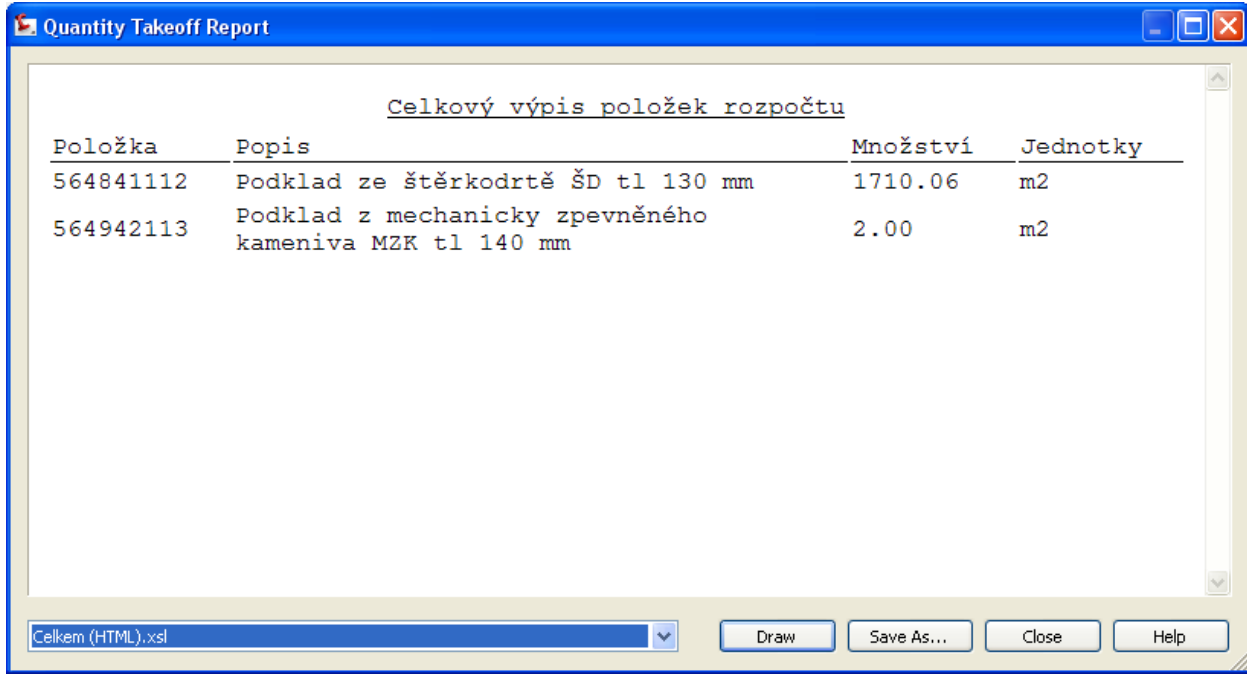 Quantity Takeoff Report
Celkový výpis položek rozpočtu
Položka Popis Množství Jednotky
564841112 Podklad ze štěrkodrtě ŠD tl 130 mm 1710.06 m2
Podklad z mechanicky zpevněného
564942113 2.00 m2
kameniva MZK tl 140 mm
Celkem (HTML).xsl Draw Save As... Close Help